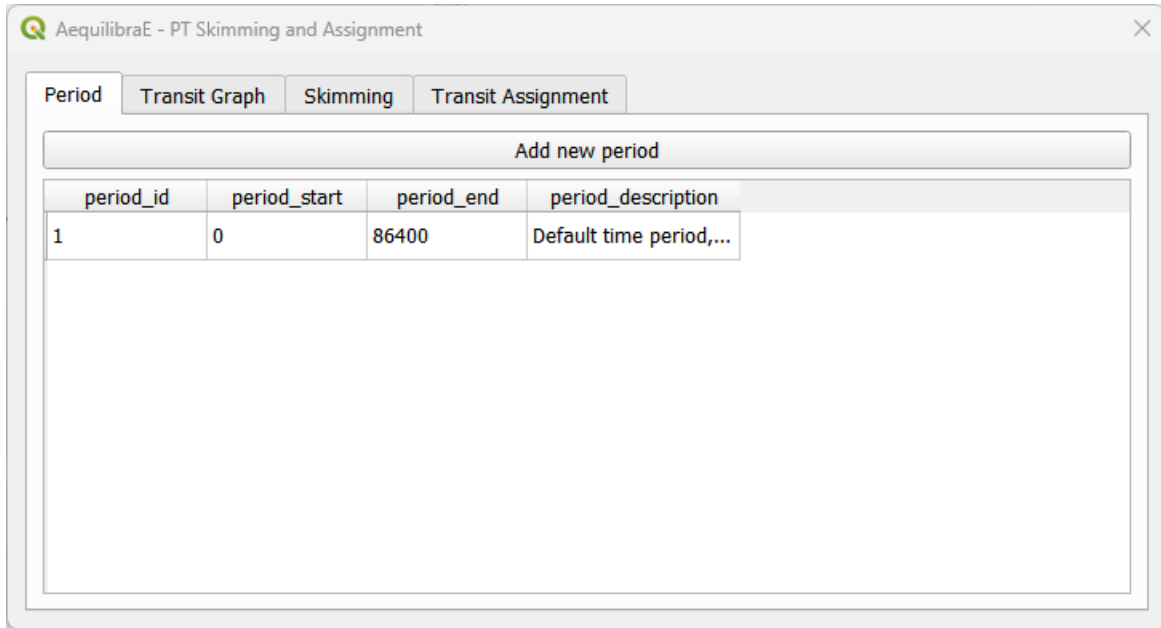 AequilibraE - PT Skimming and Assignment
Period Transit Graph Skimming Transit Assignment
Add new period
period_id period_start period_end period_description
1 0 86400 Default time period,...